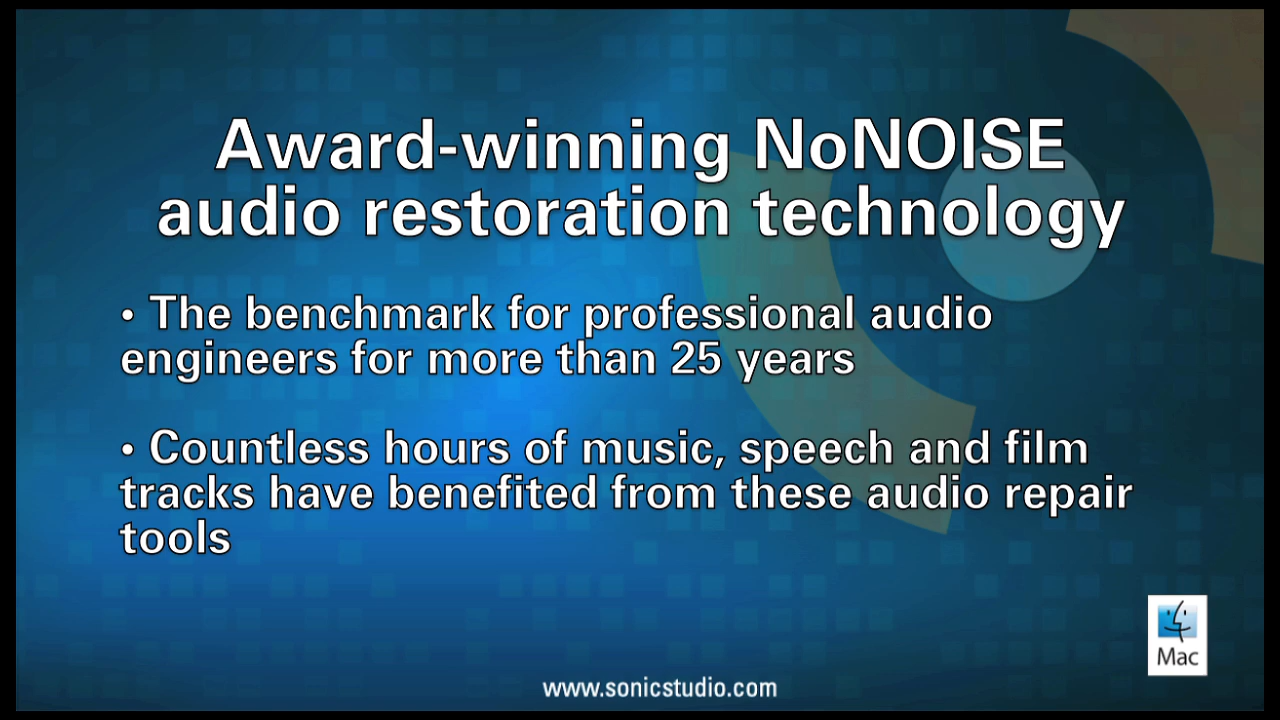 Award-winning NoNOISE
audio restoration technology
• The benchmark for professional audio
engineers for more than 25 years
• Countless hours of music, speech and film
tracks have benefited from these audio repair
tools
Mac
www.sonicstudio.com